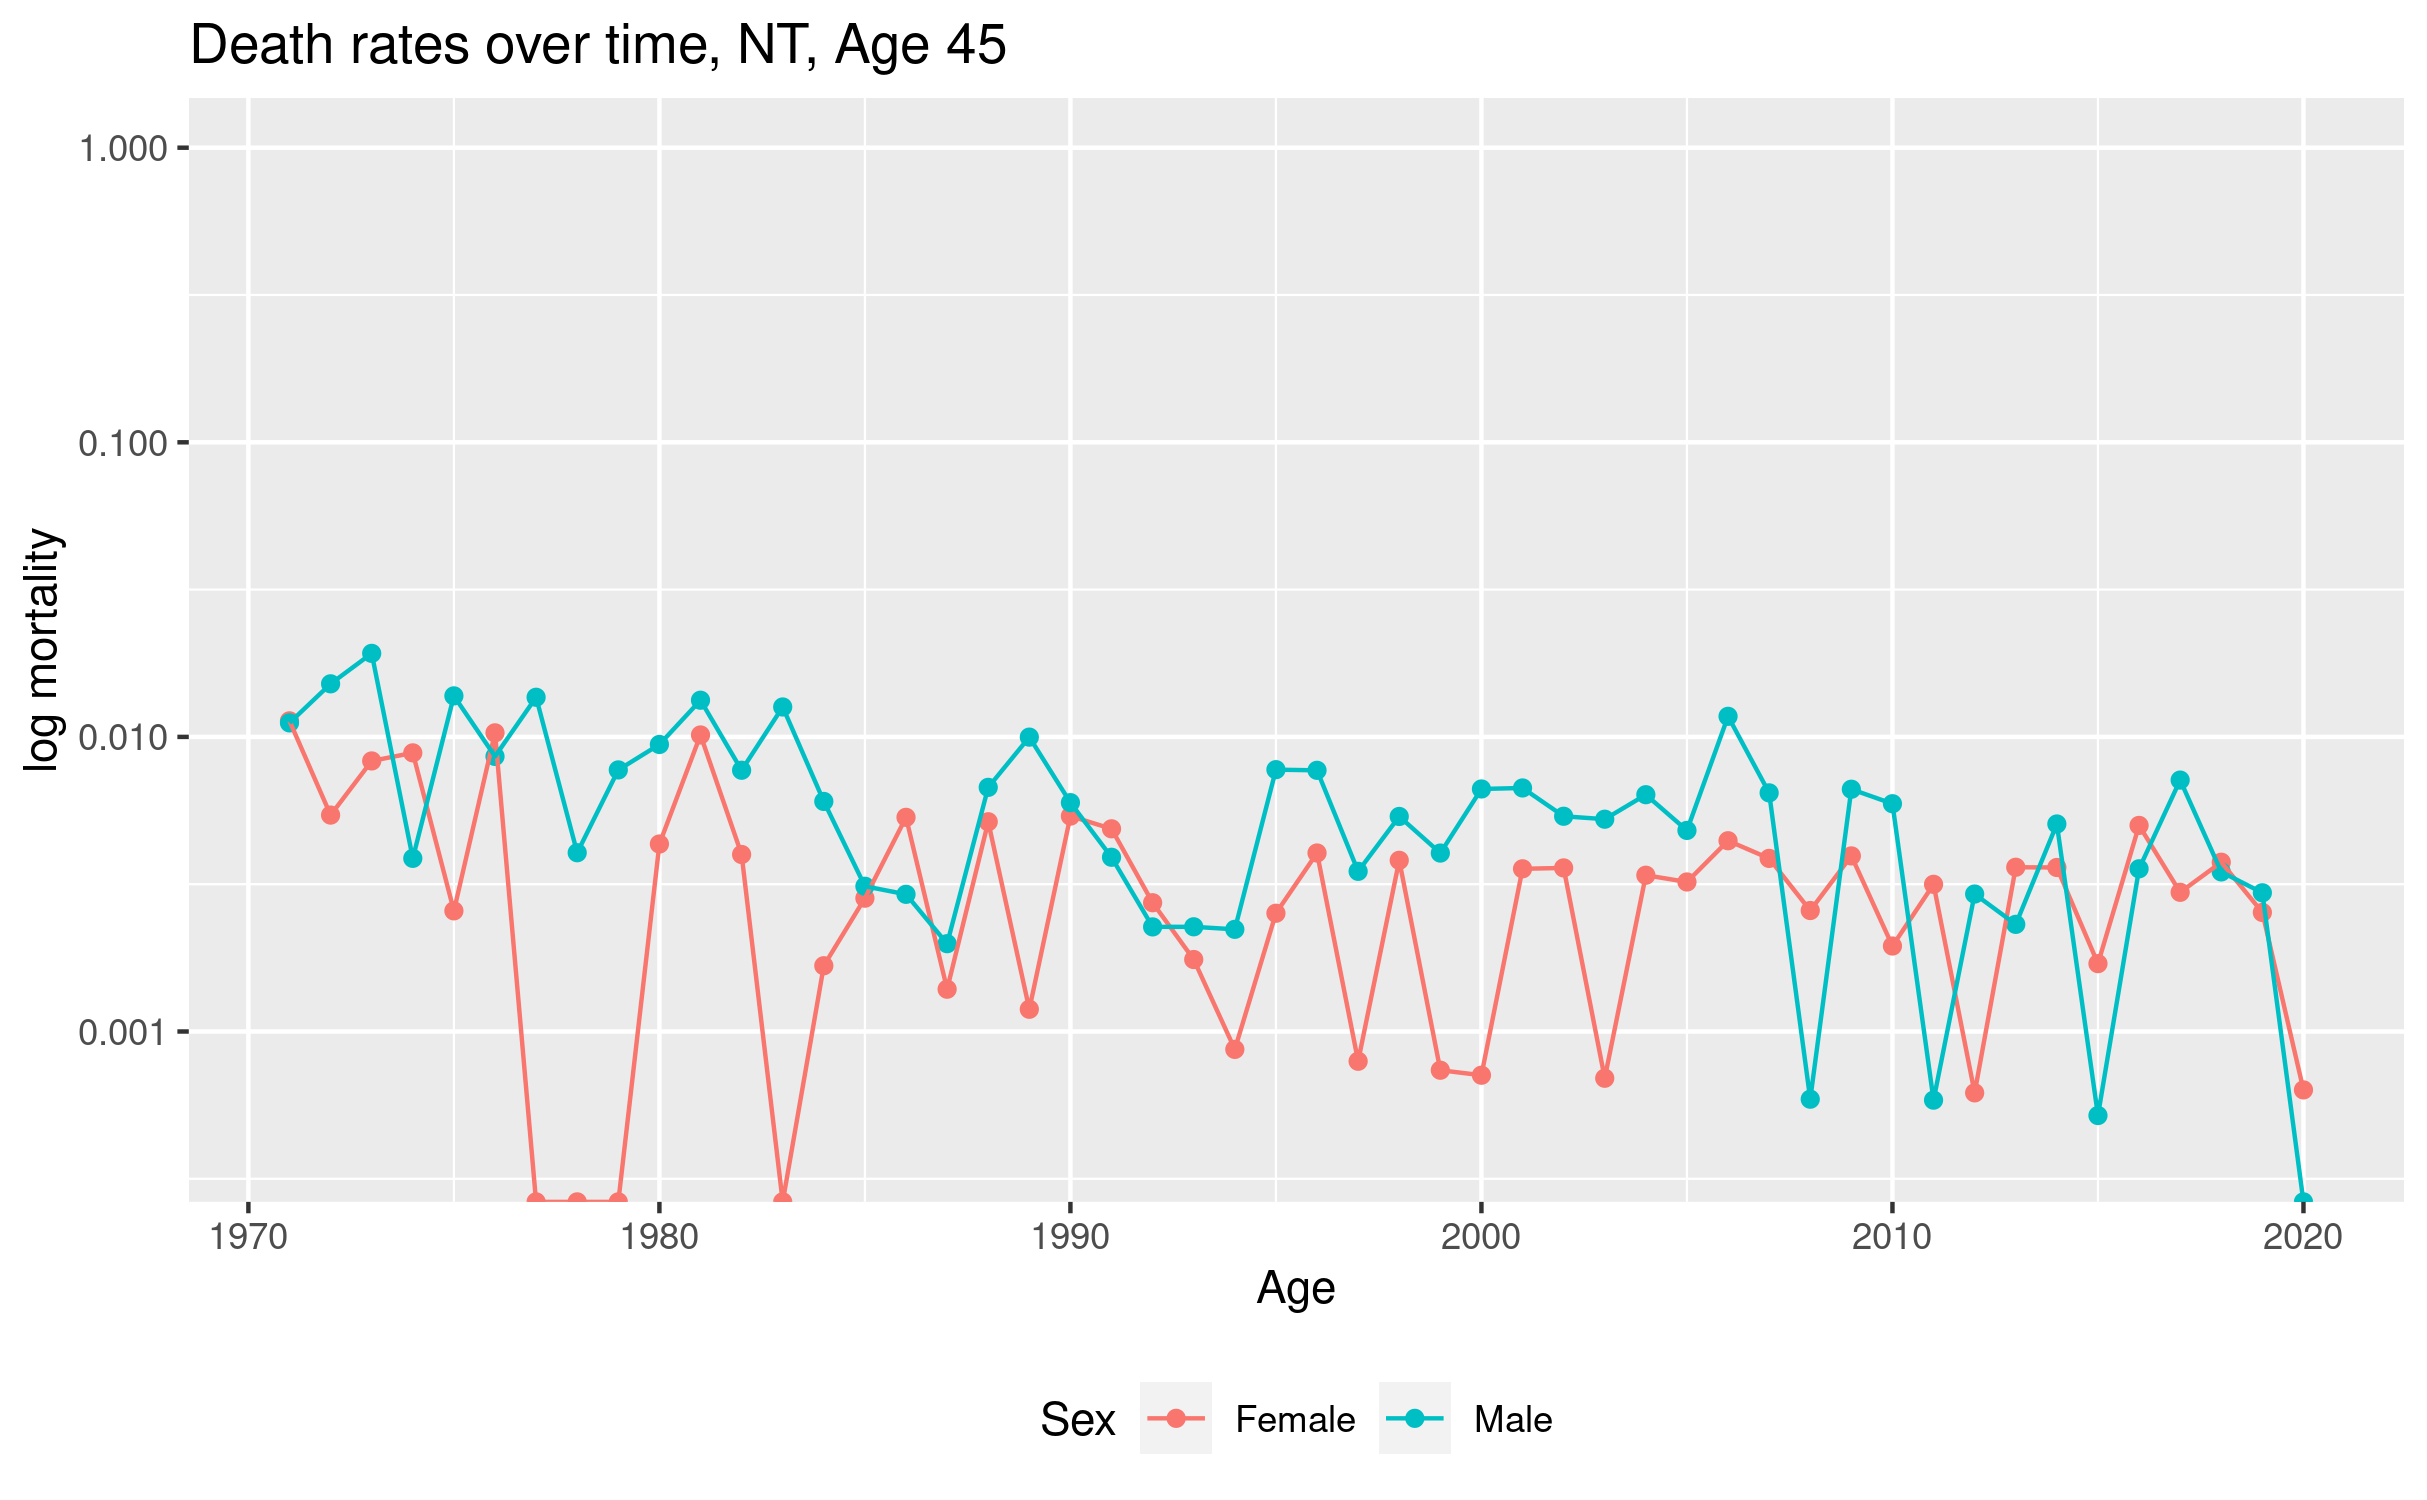 Death rates over time, NT, Age 45
log mortality
1.000
0.100
0.010
0.001
1970 1980 1990 2000 2010 2020
Age
Sex Female Male